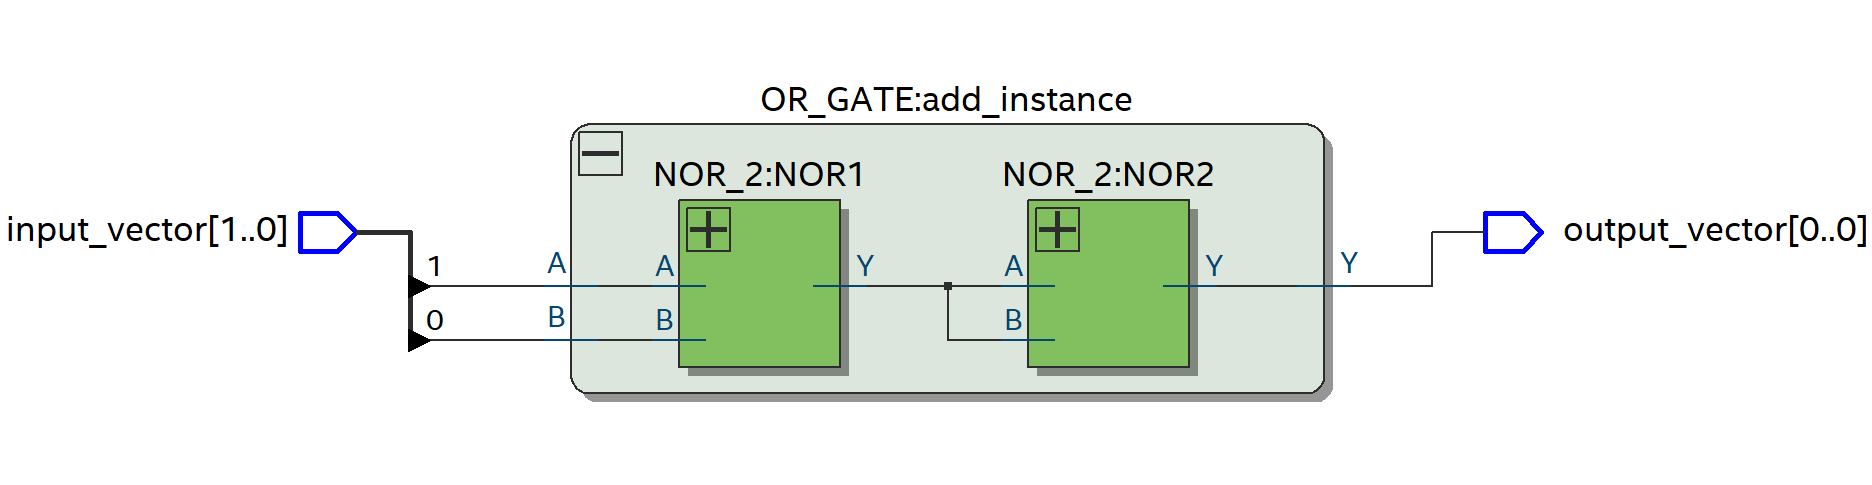 OR_GATE:add_instance
NOR_2:NOR1
NOR_2:NOR2
input_vector[1..0]
output_vector[0..0]
1
A
A
Y
A
Y
Y
0
B
B
B